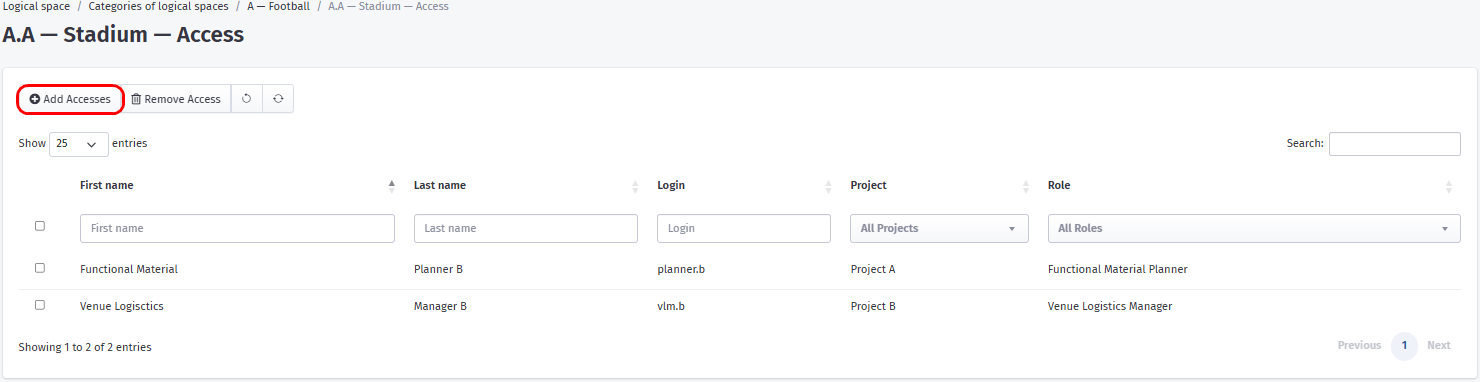 Logical space / Categories of logical spaces / A — Football / A.A — Stadium — Access
A.A — Stadium — Access
Add Accesses Remove Access
Show 25 entries Search:
First name Last name Login Project Role
First name Last name Login All Projects All Roles
Functional Material Planner B planner.b Project A Functional Material Planner
Venue Logisctics Manager B vlm.b Project B Venue Logistics Manager
Showing 1 to 2 of 2 entries Previous 1 Next